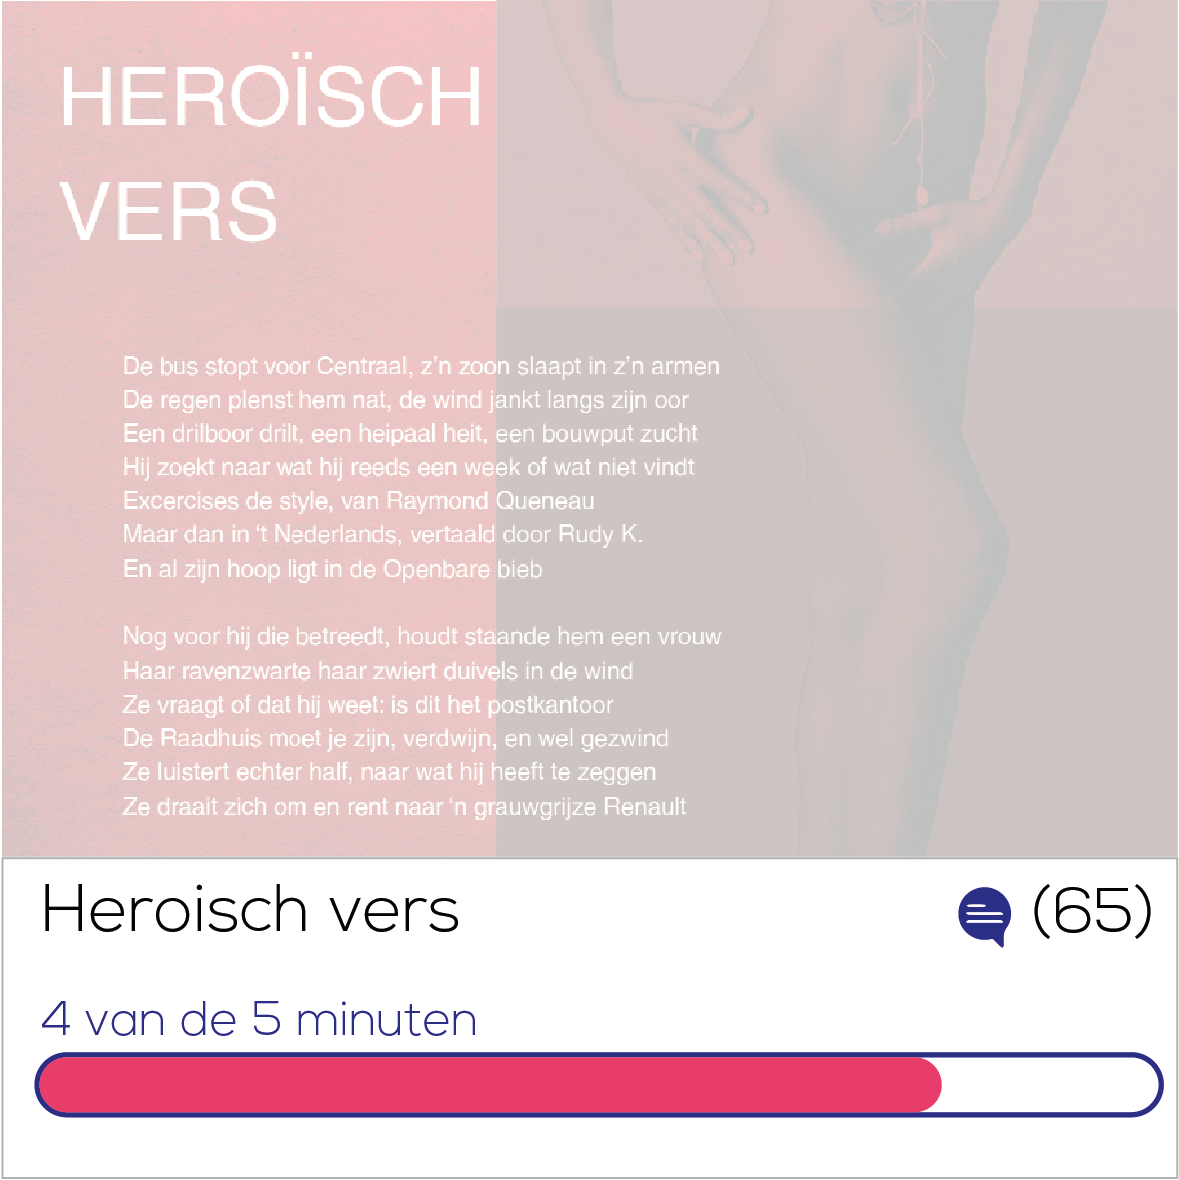 HEROÏSCH
VERS
De bus stopt voor Centraal, z’n zoon slaapt in z’n armen
De regen plenst hem nat, de wind jankt langs zijn oor
Een drilboor drilt, een heipaal heit, een bouwput zucht
Hij zoekt naar wat hij reeds een week of wat niet vindt
Excercises de style, van Raymond Queneau
Maar dan in ‘t Nederlands, vertaald door Rudy K.
En al zijn hoop ligt in de Openbare bieb
Nog voor hij die betreedt, houdt staande hem een vrouw
Haar ravenzwarte haar zwiert duivels in de wind
Ze vraagt of dat hij weet: is dit het postkantoor
De Raadhuis moet je zijn, verdwijn, en wel gezwind
Ze luistert echter half, naar wat hij heeft te zeggen
Ze draait zich om en rent naar ‘n grauwgrijze Renault
Heroisch vers (65)
4 van de 5 minuten